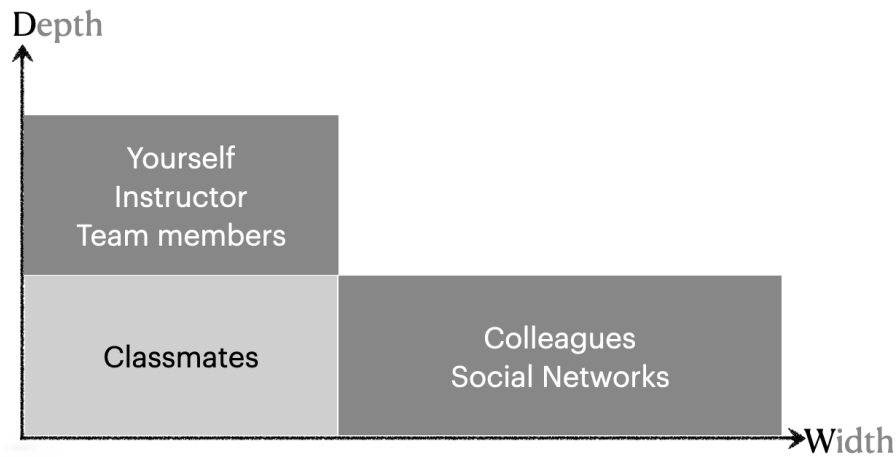 Depth
Yourself
Instructor
Team members
Classmates
Colleagues
Social Networks
Width